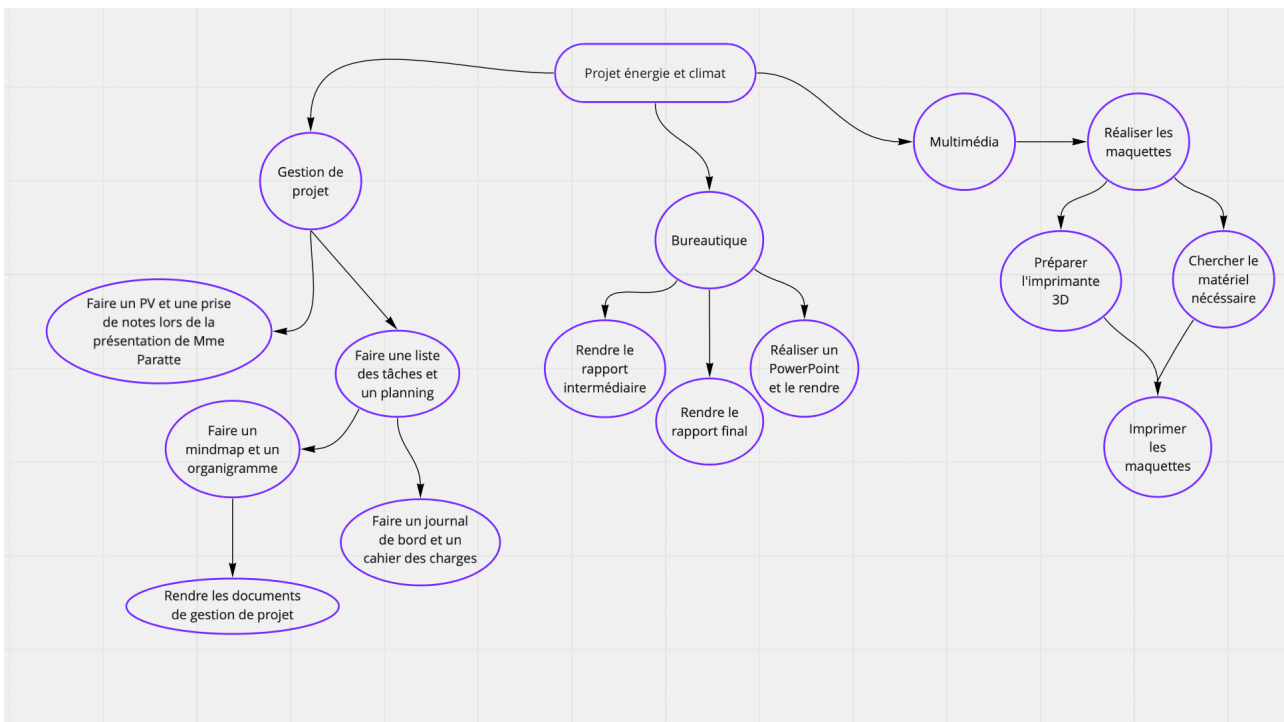 Projet énergie et climat
Gestion de
projet
Faire un PV et une prise
de notes lors de la
présentation de Mme
Paratte
Faire une liste
des tâches et
un planning
Faire un
mindmap et un
organigramme
Faire un journal
de bord et un
cahier des charges
Rendre les documents
de gestion de projet
Bureautique
Rendre le
rapport
intermédiaire
Rendre le
rapport final
Réaliser un
PowerPoint
et le rendre
Multimédia
Réaliser les
maquettes
Préparer
l'imprimante
3D
Chercher le
matériel
nécéssaire
Imprimer
les
maquettes